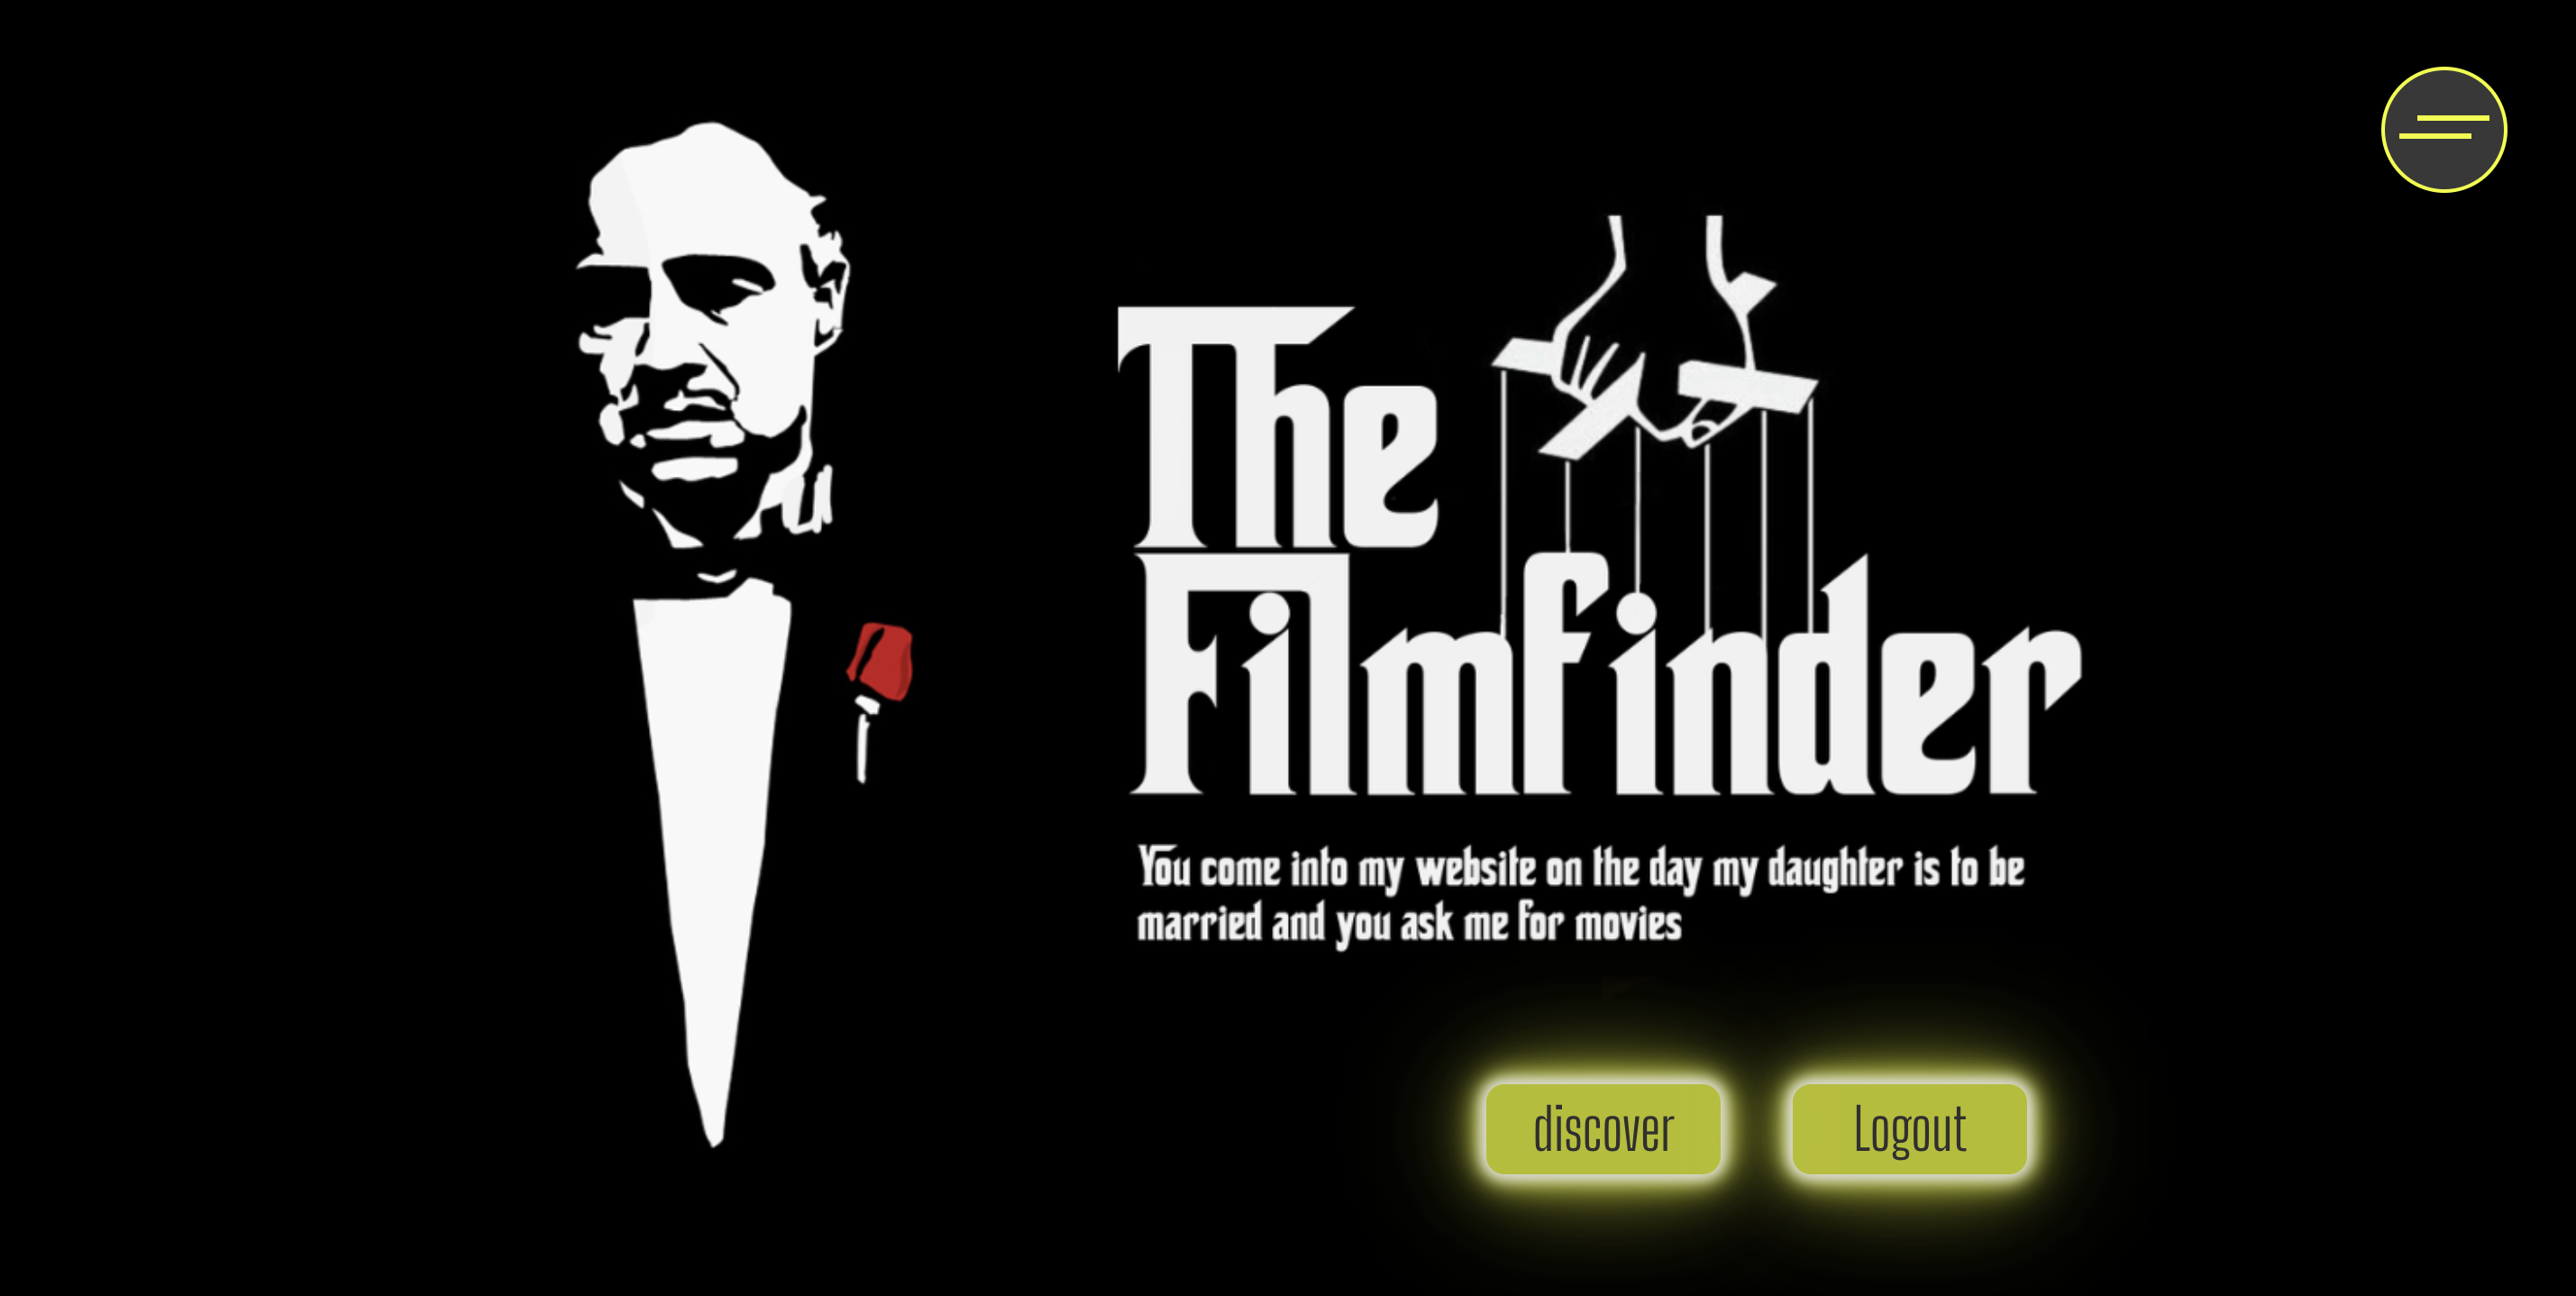 The
Filmfinder
You come into my website on the day my daughter is to be
married and you ask me for movies
discover
Logout